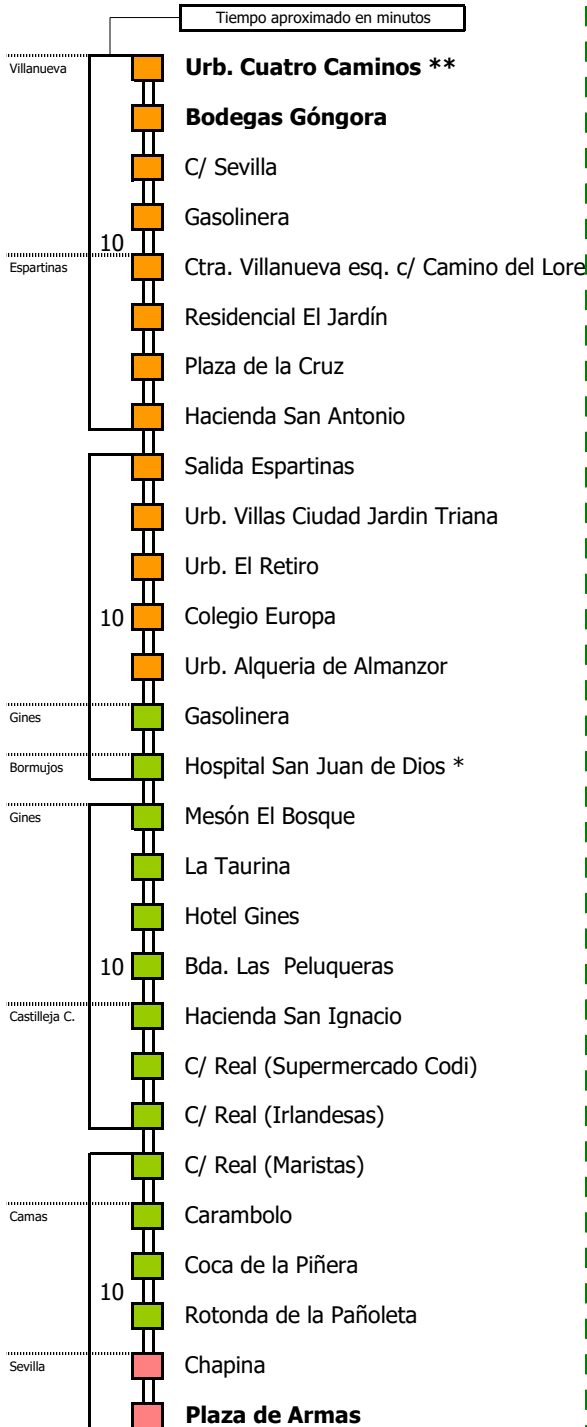 Tiempo aproximado en minutos
Villanueva
Urb. Cuatro Caminos **
Bodegas Góngora
C/ Sevilla
Gasolinera
10
Espartinas
Ctra. Villanueva esq. c/ Camino del Lore
Residencial El Jardín
Plaza de la Cruz
Hacienda San Antonio
Salida Espartinas
Urb. Villas Ciudad Jardin Triana
Urb. El Retiro
10
Colegio Europa
Urb. Alqueria de Almanzor
Gines
Gasolinera
Bormujos
Hospital San Juan de Dios *
Gines
Mesón El Bosque
La Taurina
Hotel Gines
10
Bda. Las Peluqueras
Castilleja C.
Hacienda San Ignacio
C/ Real (Supermercado Codi)
C/ Real (Irlandesas)
C/ Real (Maristas)
Camas
Carambolo
Coca de la Piñera
10
Rotonda de la Pañoleta
Sevilla
Chapina
Plaza de Armas